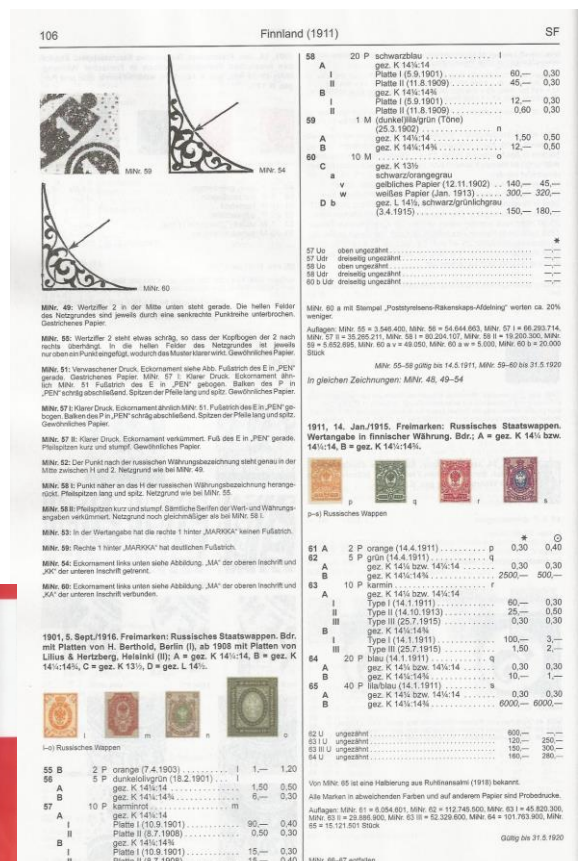 106
Finnland (1911)
SF
MiNr. 59
MiNr. 54
MiNr. 60
MiNr. 49: Wertziffer 2 in der Mitte unten steht gerade. Die hellen Felder
des Netzgrundes sind jeweils durch eine senkrechte Punktreihe unterbrochen.
Gestrichenes Papier.
MiNr. 55: Wertziffer 2 steht etwas schräg, so dass der Kopfbogen der 2 nach
rechts überhängt. In die hellen Felder des Netzgrundes ist jeweils
nur oben ein Punkt eingefügt, wodurch das Muster klarer wirkt. Gewöhnliches Papier.
MiNr. 51: Verwaschener Druck. Eckornament siehe Abb. Fußstrich des E in „PEN“
gerade. Gestrichenes Papier. MiNr. 57 I: Klarer Druck. Eckornament ähn-
lich MiNr. 51 Fußstrich des E in „PEN“ gebogen. Balken des P in
„PEN“ schräg abschließend. Spitzen der Pfeile lang und spitz. Gewöhnliches Papier.
MiNr. 57 I: Klarer Druck. Eckornament ähnlich MiNr. 51. Fußstrich des E in „PEN“ ge-
bogen. Balken des P in „PEN“ schräg abschließend. Spitzen der Pfeile lang und spitz.
Gewöhnliches Papier.
MiNr. 57 II: Klarer Druck. Eckornament verkümmert. Fuß des E in „PEN“ gerade.
Pfeilspitzen kurz und stumpf. Gewöhnliches Papier.
MiNr. 52: Der Punkt nach der russischen Währungsbezeichnung steht genau in der
Mitte zwischen H und 2. Netzgrund wie bei MiNr. 49.
MiNr. 58 I: Punkt näher an das H der russischen Währungsbezeichnung herange-
rückt. Pfeilspitzen lang und spitz. Netzgrund wie bei MiNr. 55.
MiNr. 58 II: Pfeilspitzen kurz und stumpf. Sämtliche Serifen der Wert- und Währungs-
angaben verkümmert. Netzgrund noch gleichmäßiger als bei MiNr. 58 I.
MiNr. 53: In der Wertangabe hat die rechte 1 hinter „MARKKA“ keinen Fußstrich.
MiNr. 59: Rechte 1 hinter „MARKKA“ hat deutlichen Fußstrich.
MiNr. 54: Eckornament links unten siehe Abbildung. „MA“ der oberen Inschrift und
„KK“ der unteren Inschrift getrennt.
MiNr. 60: Eckornament links unten siehe Abbildung. „MA“ der oberen Inschrift und
„KA“ der unteren Inschrift verbunden.
1901, 5. Sept./1916. Freimarken: Russisches Staatswappen. Bdr.
mit Platten von H. Berthold, Berlin (I), ab 1908 mit Platten von
Lilius & Hertzberg, Helsinki (II); A = gez. K 14¼:14, B = gez. K
14¼:14¾, C = gez. K 13½, D = gez. L 14½.
l m n o
l–o) Russisches Wappen
55 B 2 P orange (7.4.1903) l 1,— 1,20
56 5 P dunkelolivgrün (18.2.1901) l
A gez. K 14¼:14 1,50 0,50
B gez. K 14¼:14¾ 6,— 0,30
57 10 P karminrot m
A gez. K 14¼:14
I Platte I (10.9.1901) 90,— 0,40
II Platte II (8.7.1908) 0,50 0,30
B gez. K 14¼:14¾
I Platte I (10.9.1901) 15,— 0,30
II Platte II (8.7.1908) 15,— 0,40
58 20 P schwarzblau l
A gez. K 14¼:14
I Platte I (5.9.1901) 60,— 0,30
II Platte II (11.8.1909) 45,— 0,30
B gez. K 14¼:14¾
I Platte I (5.9.1901) 12,— 0,30
II Platte II (11.8.1909) 0,60 0,30
59 1 M (dunkel)lila/grün (Töne)
(25.3.1902) n
A gez. K 14¼:14 1,50 0,50
B gez. K 14¼:14¾ 12,— 0,50
60 10 M o
C gez. K 13½
a schwarz/orangegrau
v gelbliches Papier (12.11.1902) 140,— 45,—
w weißes Papier (Jan. 1913) 300,— 320,—
D b gez. L 14½, schwarz/grünlichgrau
(3.4.1915) 150,— 180,—
*
57 Uo oben ungezähnt —,—
57 Udr dreiseitig ungezähnt —,—
58 Uo oben ungezähnt —,—
58 Udr dreiseitig ungezähnt —,—
60 b Udr dreiseitig ungezähnt —,—
MiNr. 60 a mit Stempel „Poststyrelsens-Räkenskaps-Afdelning“ werten ca. 20%
weniger.
Auflagen: MiNr. 55 = 3.546.400, MiNr. 56 = 54.644.663, MiNr. 57 I = 66.293.714,
MiNr. 57 II = 35.265.211, MiNr. 58 I = 80.204.107, MiNr. 58 II = 19.200.300, MiNr.
59 = 5.652.695, MiNr. 60 a v = 49.050, MiNr. 60 a w = 5.000, MiNr. 60 b = 20.000
Stück
MiNr. 55–58 gültig bis 14.5.1911, MiNr. 59–60 bis 31.5.1920
In gleichen Zeichnungen: MiNr. 48, 49–54
1911, 14. Jan./1915. Freimarken: Russisches Staatswappen.
Wertangabe in finnischer Währung. Bdr.; A = gez. K 14¼ bzw.
14¼:14, B = gez. K 14¼:14¾.
p q r s
p–s) Russisches Wappen
* ⊙
61 A 2 P orange (14.4.1911) p 0,30 0,40
62 5 P grün (14.4.1911) q
A gez. K 14¼ bzw. 14¼:14 0,30 0,30
B gez. K 14¼:14¾ 2500,— 500,—
63 10 P karmin r
A gez. K 14¼ bzw. 14¼:14
I Type I (14.1.1911) 60,— 0,30
II Type II (14.10.1913) 25,— 0,50
III Type III (25.7.1915) 0,30 0,30
B gez. K 14¼:14¾
I Type I (14.1.1911) 100,— 3,—
III Type III (25.7.1915) 1,50 2,—
64 20 P blau (14.1.1911) q
A gez. K 14¼ bzw. 14¼:14 0,30 0,30
B gez. K 14¼:14¾ 10,— 1,—
65 40 P lila/blau (14.1.1911) s
A gez. K 14¼ bzw. 14¼:14 0,30 0,30
B gez. K 14¼:14¾ 6000,— 6000,—
62 U ungezähnt 600,— —,—
63 I U ungezähnt 120,— 250,—
63 III U ungezähnt 150,— 300,—
64 U ungezähnt 160,— 280,—
Von MiNr. 65 ist eine Halbierung aus Ruhtinansalmi (1918) bekannt.
Alle Marken in abweichenden Farben und auf anderem Papier sind Probedrucke.
Auflagen: MiNr. 61 = 6.054.601, MiNr. 62 = 112.746.500, MiNr. 63 I = 45.820.300,
MiNr. 63 II = 29.886.900, MiNr. 63 III = 52.329.600, MiNr. 64 = 101.763.900, MiNr.
65 = 15.121.501 Stück
Gültig bis 31.5.1920
MiNr. 66–67 entfallen.